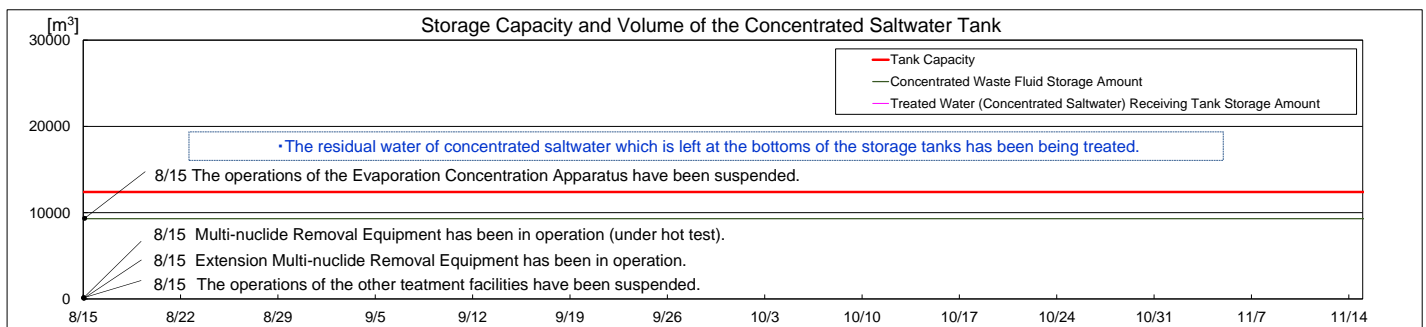 Storage Capacity and Volume of the Concentrated Saltwater Tank
[m³]
30000
20000
10000
0
Tank Capacity
Concentrated Waste Fluid Storage Amount
Treated Water (Concentrated Saltwater) Receiving Tank Storage Amount
・The residual water of concentrated saltwater which is left at the bottoms of the storage tanks has been being treated.
8/15 The operations of the Evaporation Concentration Apparatus have been suspended.
8/15 Multi-nuclide Removal Equipment has been in operation (under hot test).
8/15 Extension Multi-nuclide Removal Equipment has been in operation.
8/15 The operations of the other teatment facilities have been suspended.
8/15 8/22 8/29 9/5 9/12 9/19 9/26 10/3 10/10 10/17 10/24 10/31 11/7 11/14